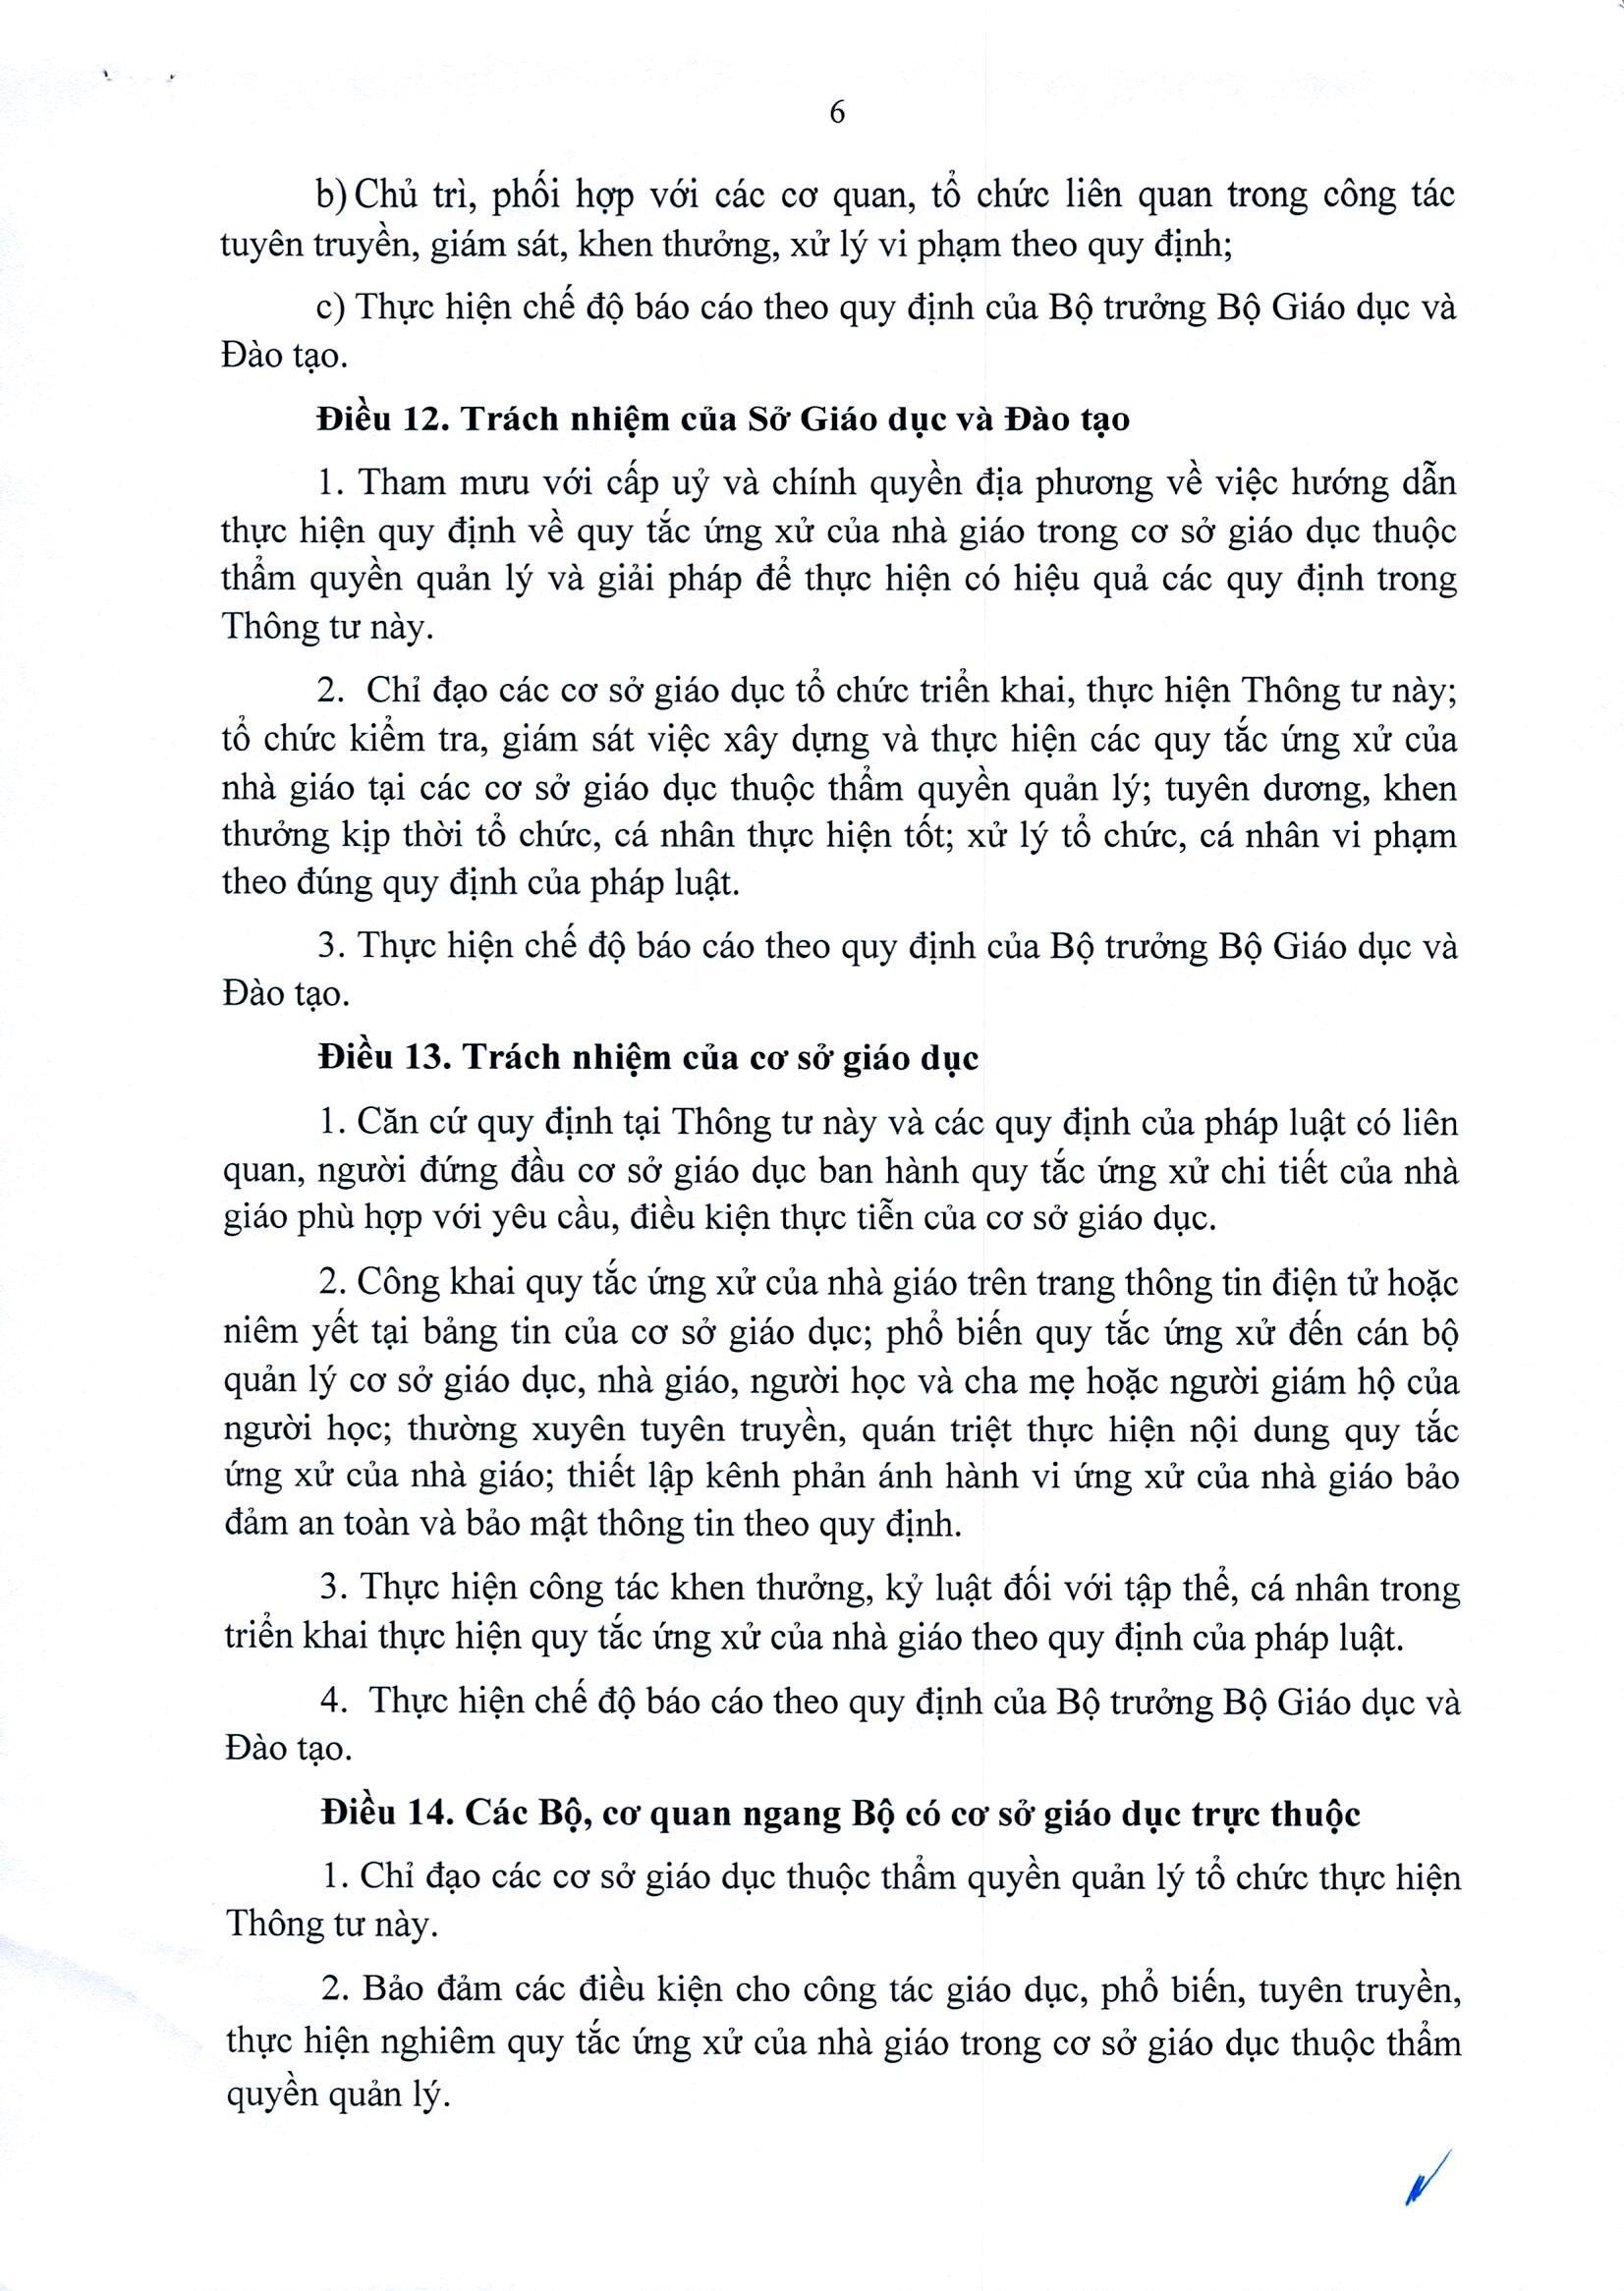 6
b) Chủ trì, phối hợp với các cơ quan, tổ chức liên quan trong công tác
tuyên truyền, giám sát, khen thưởng, xử lý vi phạm theo quy định;
c) Thực hiện chế độ báo cáo theo quy định của Bộ trưởng Bộ Giáo dục và
Đào tạo.
Điều 12. Trách nhiệm của Sở Giáo dục và Đào tạo
1. Tham mưu với cấp uỷ và chính quyền địa phương về việc hướng dẫn
thực hiện quy định về quy tắc ứng xử của nhà giáo trong cơ sở giáo dục thuộc
thẩm quyền quản lý và giải pháp để thực hiện có hiệu quả các quy định trong
Thông tư này.
2. Chỉ đạo các cơ sở giáo dục tổ chức triển khai, thực hiện Thông tư này;
tổ chức kiểm tra, giám sát việc xây dựng và thực hiện các quy tắc ứng xử của
nhà giáo tại các cơ sở giáo dục thuộc thẩm quyền quản lý; tuyên dương, khen
thưởng kịp thời tổ chức, cá nhân thực hiện tốt; xử lý tổ chức, cá nhân vi phạm
theo đúng quy định của pháp luật.
3. Thực hiện chế độ báo cáo theo quy định của Bộ trưởng Bộ Giáo dục và
Đào tạo.
Điều 13. Trách nhiệm của cơ sở giáo dục
1. Căn cứ quy định tại Thông tư này và các quy định của pháp luật có liên
quan, người đứng đầu cơ sở giáo dục ban hành quy tắc ứng xử chi tiết của nhà
giáo phù hợp với yêu cầu, điều kiện thực tiễn của cơ sở giáo dục.
2. Công khai quy tắc ứng xử của nhà giáo trên trang thông tin điện tử hoặc
niêm yết tại bảng tin của cơ sở giáo dục; phổ biến quy tắc ứng xử đến cán bộ
quản lý cơ sở giáo dục, nhà giáo, người học và cha mẹ hoặc người giám hộ của
người học; thường xuyên tuyên truyền, quán triệt thực hiện nội dung quy tắc
ứng xử của nhà giáo; thiết lập kênh phản ánh hành vi ứng xử của nhà giáo bảo
đảm an toàn và bảo mật thông tin theo quy định.
3. Thực hiện công tác khen thưởng, kỷ luật đối với tập thể, cá nhân trong
triển khai thực hiện quy tắc ứng xử của nhà giáo theo quy định của pháp luật.
4. Thực hiện chế độ báo cáo theo quy định của Bộ trưởng Bộ Giáo dục và
Đào tạo.
Điều 14. Các Bộ, cơ quan ngang Bộ có cơ sở giáo dục trực thuộc
1. Chỉ đạo các cơ sở giáo dục thuộc thẩm quyền quản lý tổ chức thực hiện
Thông tư này.
2. Bảo đảm các điều kiện cho công tác giáo dục, phổ biến, tuyên truyền,
thực hiện nghiêm quy tắc ứng xử của nhà giáo trong cơ sở giáo dục thuộc thẩm
quyền quản lý.